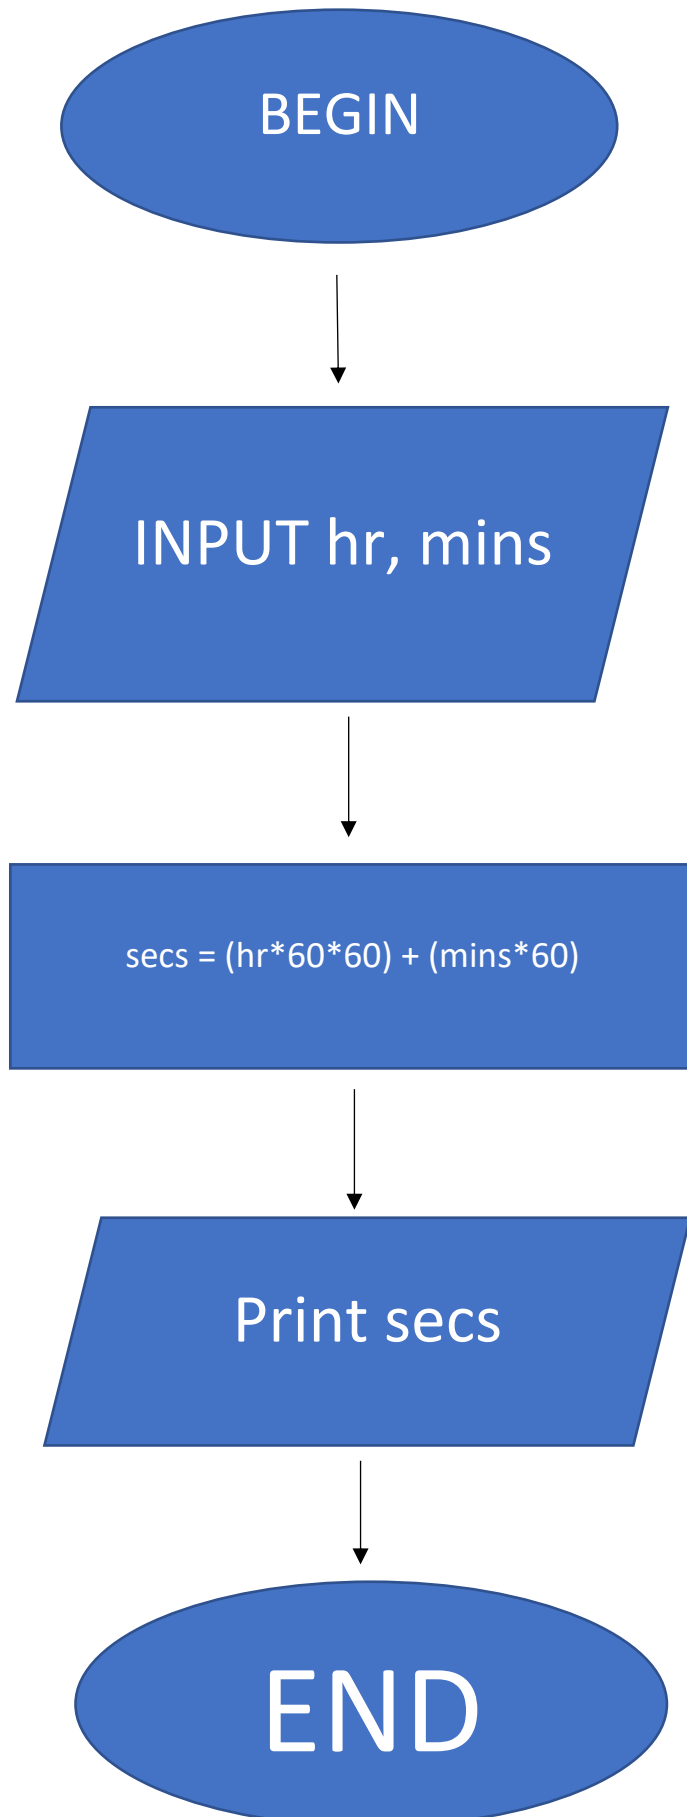 BEGIN
INPUT hr, mins
secs = (hr*60*60) + (mins*60)
Print secs
END